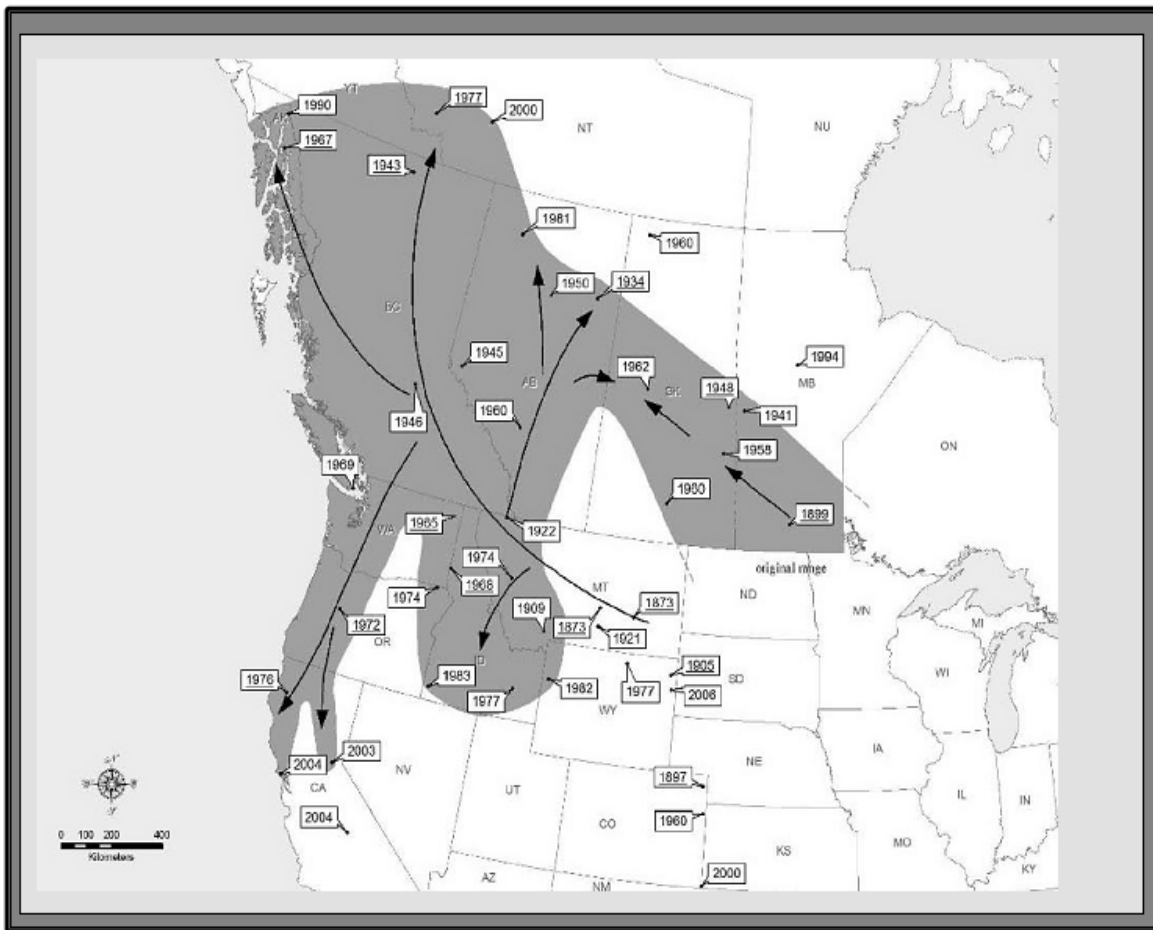 YT
1977
1990
2000
NT
NU
AK
1967
1943
1981
1960
1950
1934
BC
1945
1994
AB
1962
SK
1948
MB
1941
1946
1960
ON
1958
1969
1980
1899
WA
1965
1922
original range
1974
MT
ND
1968
1974
1909
1873
1873
MN
1921
MI
1972
OR
ID
1905
WI
SD
1976
1983
1977
1982
1977
2006
WY
IA
2003
NE
2004
NV
CA
1897
UT
IL
IN
2004
CO
1960
KS
MO
0 100 200 400
Kilometers
KY
AZ
NM
2000